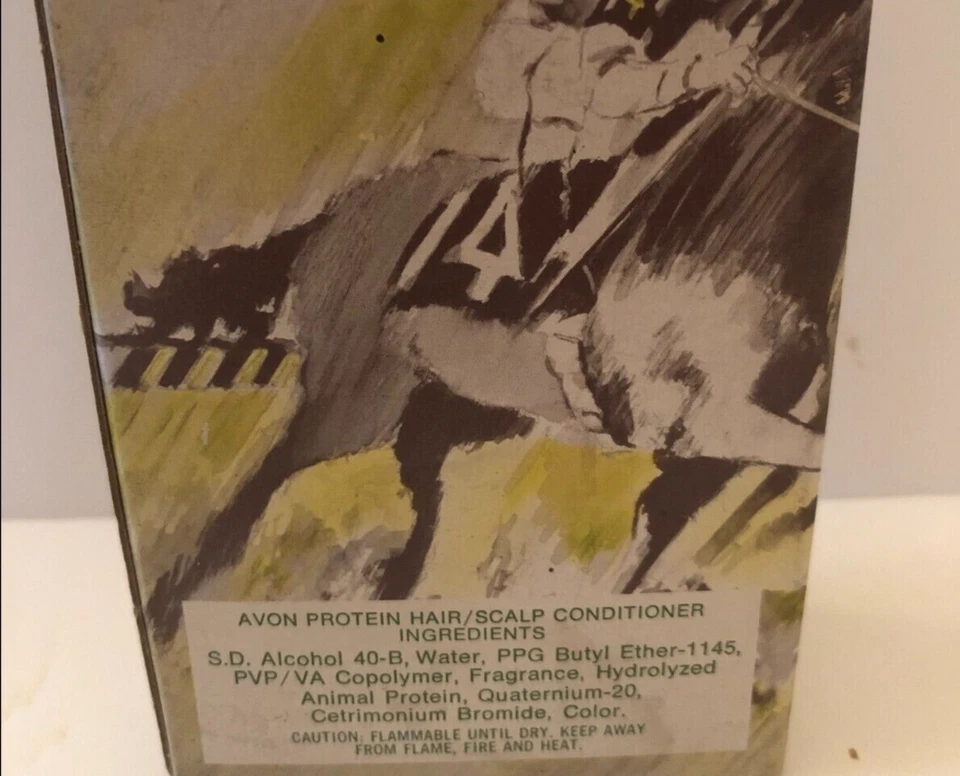 4
AVON PROTEIN HAIR/SCALP CONDITIONER
INGREDIENTS
S.D. Alcohol 40-B, Water, PPG Butyl Ether-1145,
PVP/VA Copolymer, Fragrance, Hydrolyzed
Animal Protein, Quaternium-20,
Cetrimonium Bromide, Color.
CAUTION: FLAMMABLE UNTIL DRY. KEEP AWAY
FROM FLAME, FIRE AND HEAT.